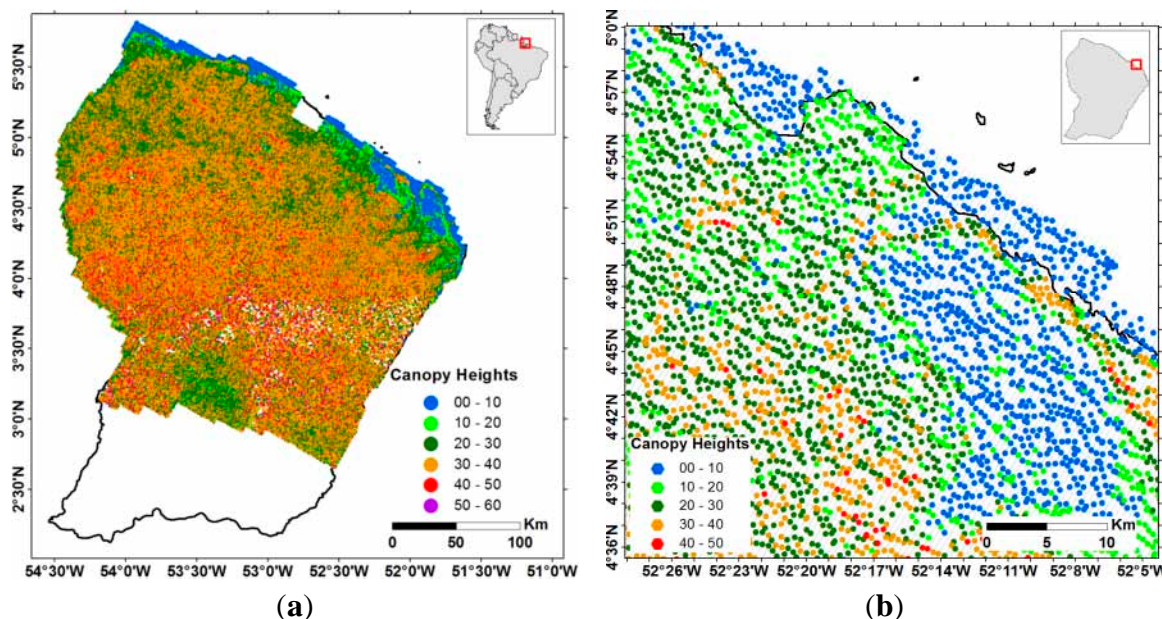 5°30'N
5°0'N
4°30'N
4°0'N
3°30'N
3°0'N
2°30'N
Canopy Heights
00 - 10
10 - 20
20 - 30
30 - 40
40 - 50
50 - 60
Km
0 50 100
54°30'W 54°0'W 53°30'W 53°0'W 52°30'W 52°0'W 51°30'W 51°0'W
(a)
5°0'N
4°57'N
4°54'N
4°51'N
4°48'N
4°45'N
4°42'N
4°39'N
4°36'N
Canopy Heights
00 - 10
10 - 20
20 - 30
30 - 40
40 - 50
Km
0 5 10
52°26'W 52°23'W 52°20'W 52°17'W 52°14'W 52°11'W 52°8'W 52°5'W
(b)